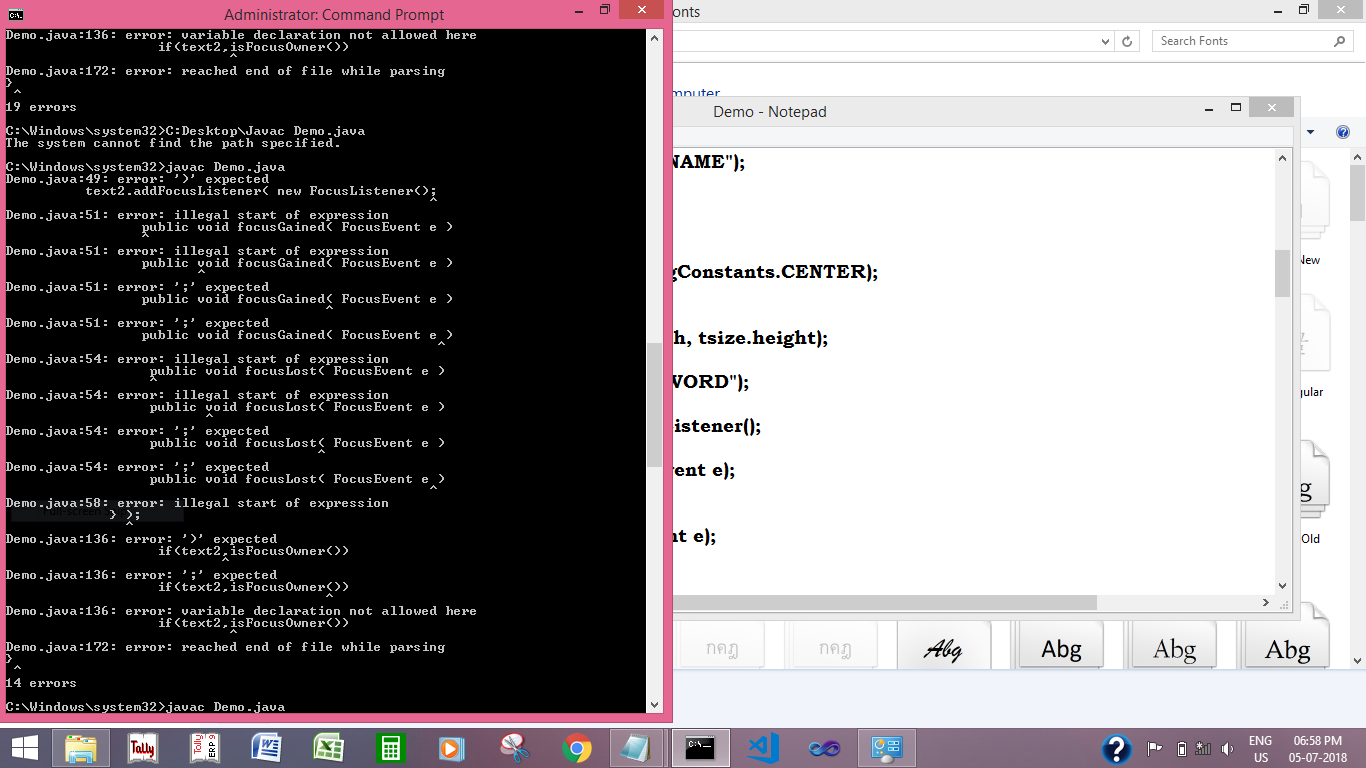 Administrator: Command Prompt
Demo.java:136: error: variable declaration not allowed here
if(text2,isFocusOwner())
^
Demo.java:172: error: reached end of file while parsing
}
^
19 errors
C:\Windows\system32>C:Desktop\Javac Demo.java
The system cannot find the path specified.
C:\Windows\system32>javac Demo.java
Demo.java:49: error: ')' expected
text2.addFocusListener( new FocusListener();
^
Demo.java:51: error: illegal start of expression
public void focusGained( FocusEvent e )
^
Demo.java:51: error: illegal start of expression
public void focusGained( FocusEvent e )
^
Demo.java:51: error: ';' expected
public void focusGained( FocusEvent e )
^
Demo.java:51: error: ';' expected
public void focusGained( FocusEvent e )
^
Demo.java:54: error: illegal start of expression
public void focusLost( FocusEvent e )
^
Demo.java:54: error: illegal start of expression
public void focusLost( FocusEvent e )
^
Demo.java:54: error: ';' expected
public void focusLost( FocusEvent e )
^
Demo.java:54: error: ';' expected
public void focusLost( FocusEvent e )
^
Demo.java:58: error: illegal start of expression
} );
^
Demo.java:136: error: ')' expected
if(text2,isFocusOwner())
^
Demo.java:136: error: ';' expected
if(text2,isFocusOwner())
^
Demo.java:136: error: variable declaration not allowed here
if(text2,isFocusOwner())
^
Demo.java:172: error: reached end of file while parsing
}
^
14 errors
C:\Windows\system32>javac Demo.java
onts
Search Fonts
mputer
Demo - Notepad
NAME");
gConstants.CENTER);
h, tsize.height);
WORD");
istener();
vent e);
nt e);
New
gular
Old
กคฎ
กคฎ
Abg
Abg
Abg
Abg
Tally
Tally
ERP 9
ENG
US
06:58 PM
05-07-2018